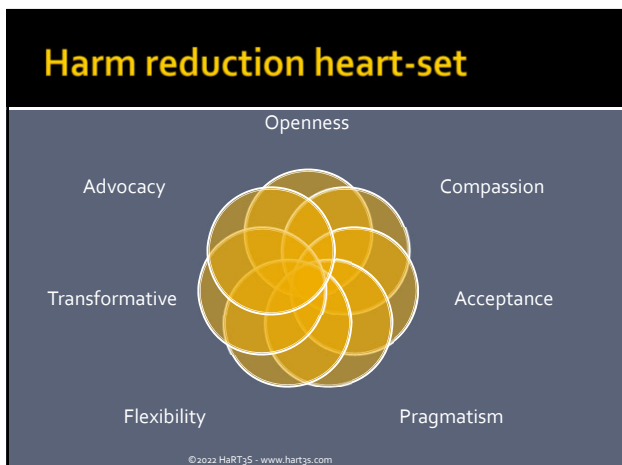 Harm reduction heart-set
Openness
Advocacy
Compassion
Transformative
Acceptance
Flexibility
Pragmatism
©2022 HaRT3S - www.hart3s.com